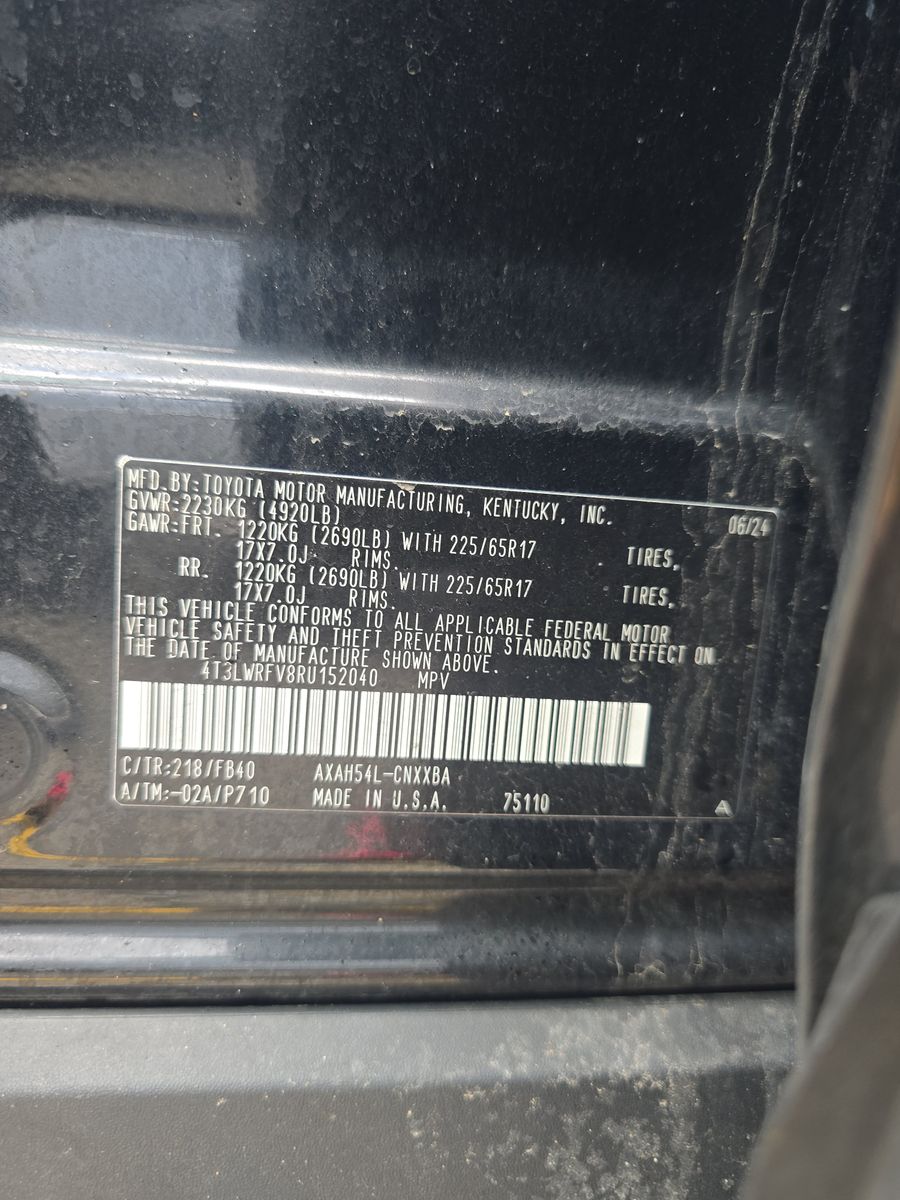 MFD.BY:TOYOTA MOTOR MANUFACTURING, KENTUCKY, INC. 06/24
GVWR:2230KG (4920LB)
GAWR:FRT. 1220KG (2690LB) WITH 225/65R17 TIRES,
17X7.0J RIMS.
RR. 1220KG (2690LB) WITH 225/65R17 TIRES,
17X7.0J RIMS.
THIS VEHICLE CONFORMS TO ALL APPLICABLE FEDERAL MOTOR
VEHICLE SAFETY AND THEFT PREVENTION STANDARDS IN EFFECT ON
THE DATE OF MANUFACTURE SHOWN ABOVE.
4T3LWRFV8RU152040 MPV
C/TR:218/FB40 AXAH54L-CNXXBA
A/TM:-02A/P710 MADE IN U.S.A. 75110 A